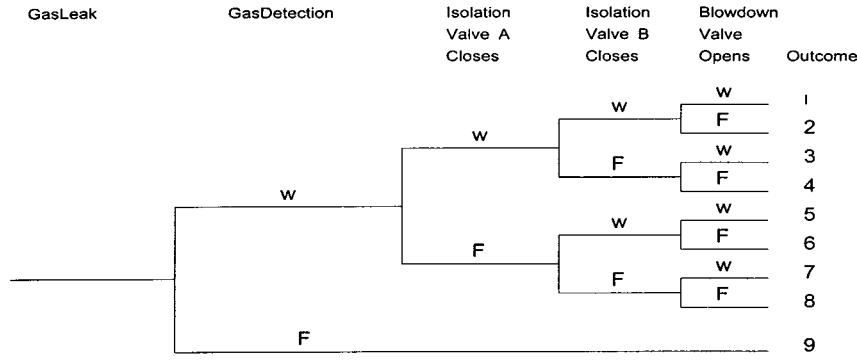 GasLeak GasDetection Isolation Isolation Blowdown
Valve A Valve B Valve
Closes Closes Opens Outcome
W
W 1
F 2
W
W 3
F
F 4
W
W 5
W
F 6
F
W 7
F
F 8
F 9